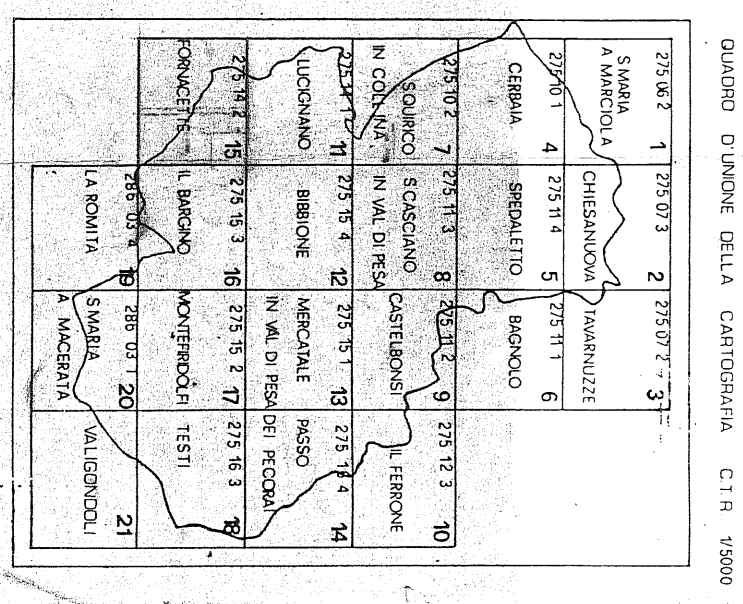 QUADRO D'UNIONE DELLA CARTOGRAFIA C.T.R 1/5000
275 06 2 1
S MARIA
A MARCIOLA
275 07 3 2
CHIESANUOVA
275 07 2 3
TAVARNUZZE
275 10 1 4
CERBAIA
275 11 4 5
SPEDALETTO
275 11 1 6
BAGNOLO
275 10 2 7
S QUIRICO
IN COLLINA
275 11 3 8
S CASCIANO
IN VAL DI PESA
275 11 2 9
CASTELBONSI
275 12 3 10
IL FERRONE
11
LUCIGNANO
275 15 4 12
BIBBIONE
275 15 1 13
MERCATALE
IN VAL DI PESA
275 16 4 14
PASSO
DEI PECORAI
275 14 2 15
FORNACETTE
275 15 3 16
IL BARGINO
275 15 2 17
MONTEFIRIDOLFI
275 16 3 18
TESTI
286 03 4 19
LA ROMITA
286 03 1 20
S MARIA
A MACERATA
21
VALIGONDOLI